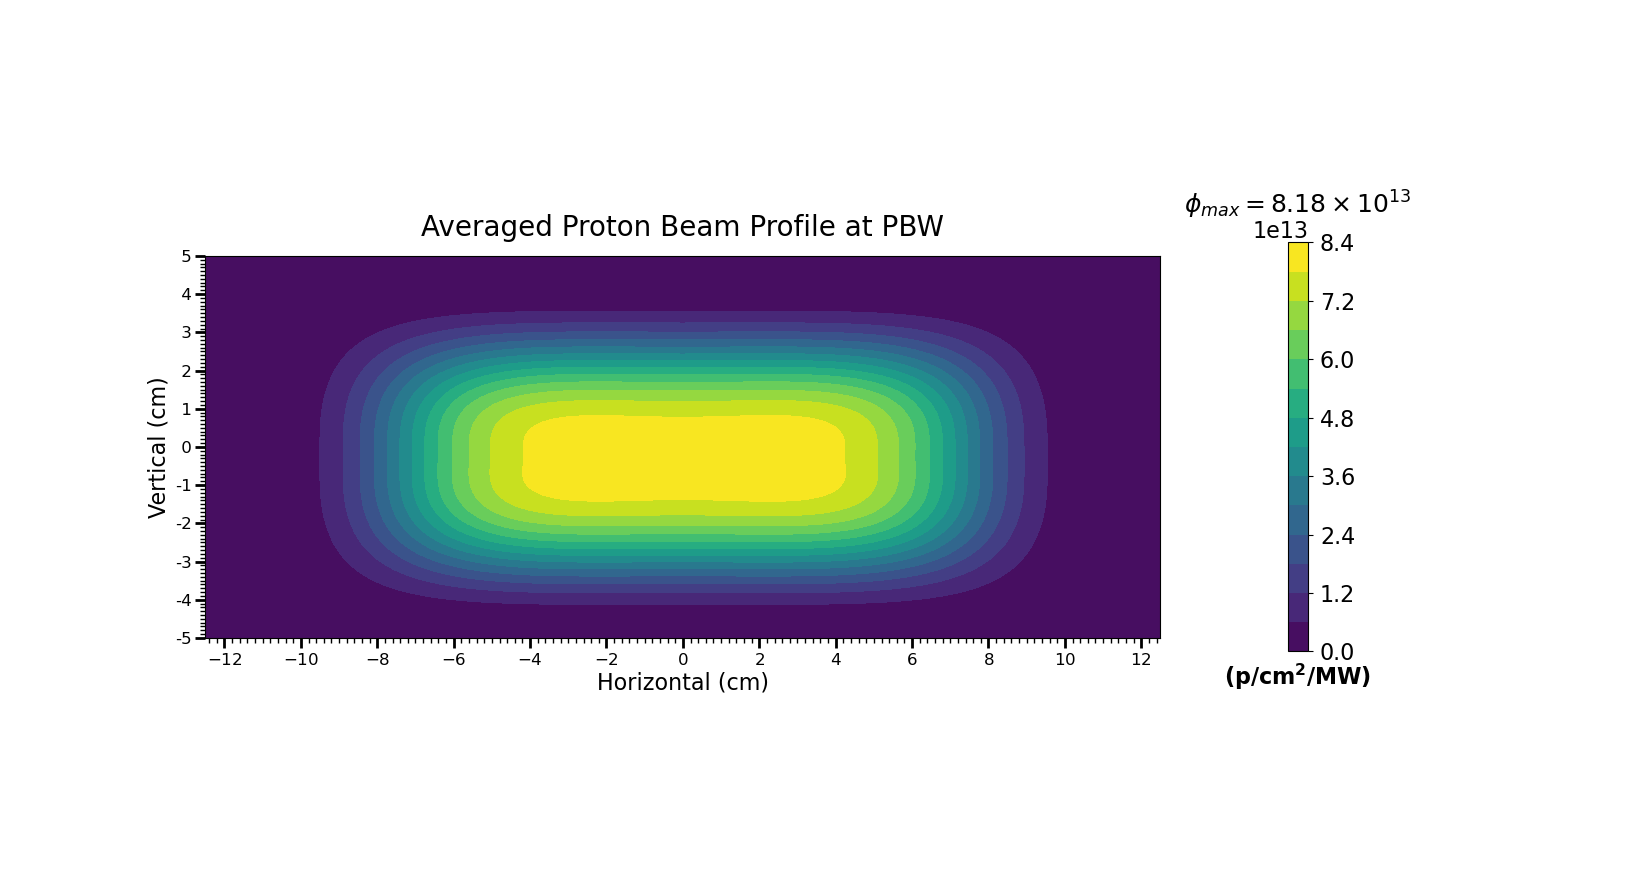 Averaged Proton Beam Profile at PBW
ϕ_max = 8.18 × 10^13
1e13
5
4
3
2
1
0
-1
-2
-3
-4
-5
Vertical (cm)
−12 −10 −8 −6 −4 −2 0 2 4 6 8 10 12
Horizontal (cm)
8.4
7.2
6.0
4.8
3.6
2.4
1.2
0.0
(p/cm²/MW)